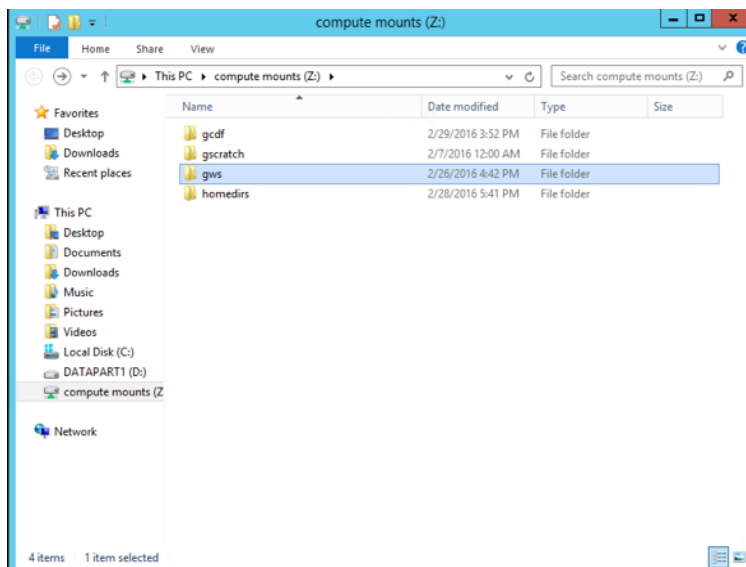 compute mounts (Z:)
File Home Share View
This PC compute mounts (Z:) Search compute mounts (Z:)
Name Date modified Type Size
Favorites
Desktop
Downloads
Recent places
This PC
Desktop
Documents
Downloads
Music
Pictures
Videos
Local Disk (C:)
DATAPART1 (D:)
compute mounts (Z
Network
gcdf 2/29/2016 3:52 PM File folder
gscratch 2/7/2016 12:00 AM File folder
gws 2/26/2016 4:42 PM File folder
homedirs 2/28/2016 5:41 PM File folder
4 items 1 item selected